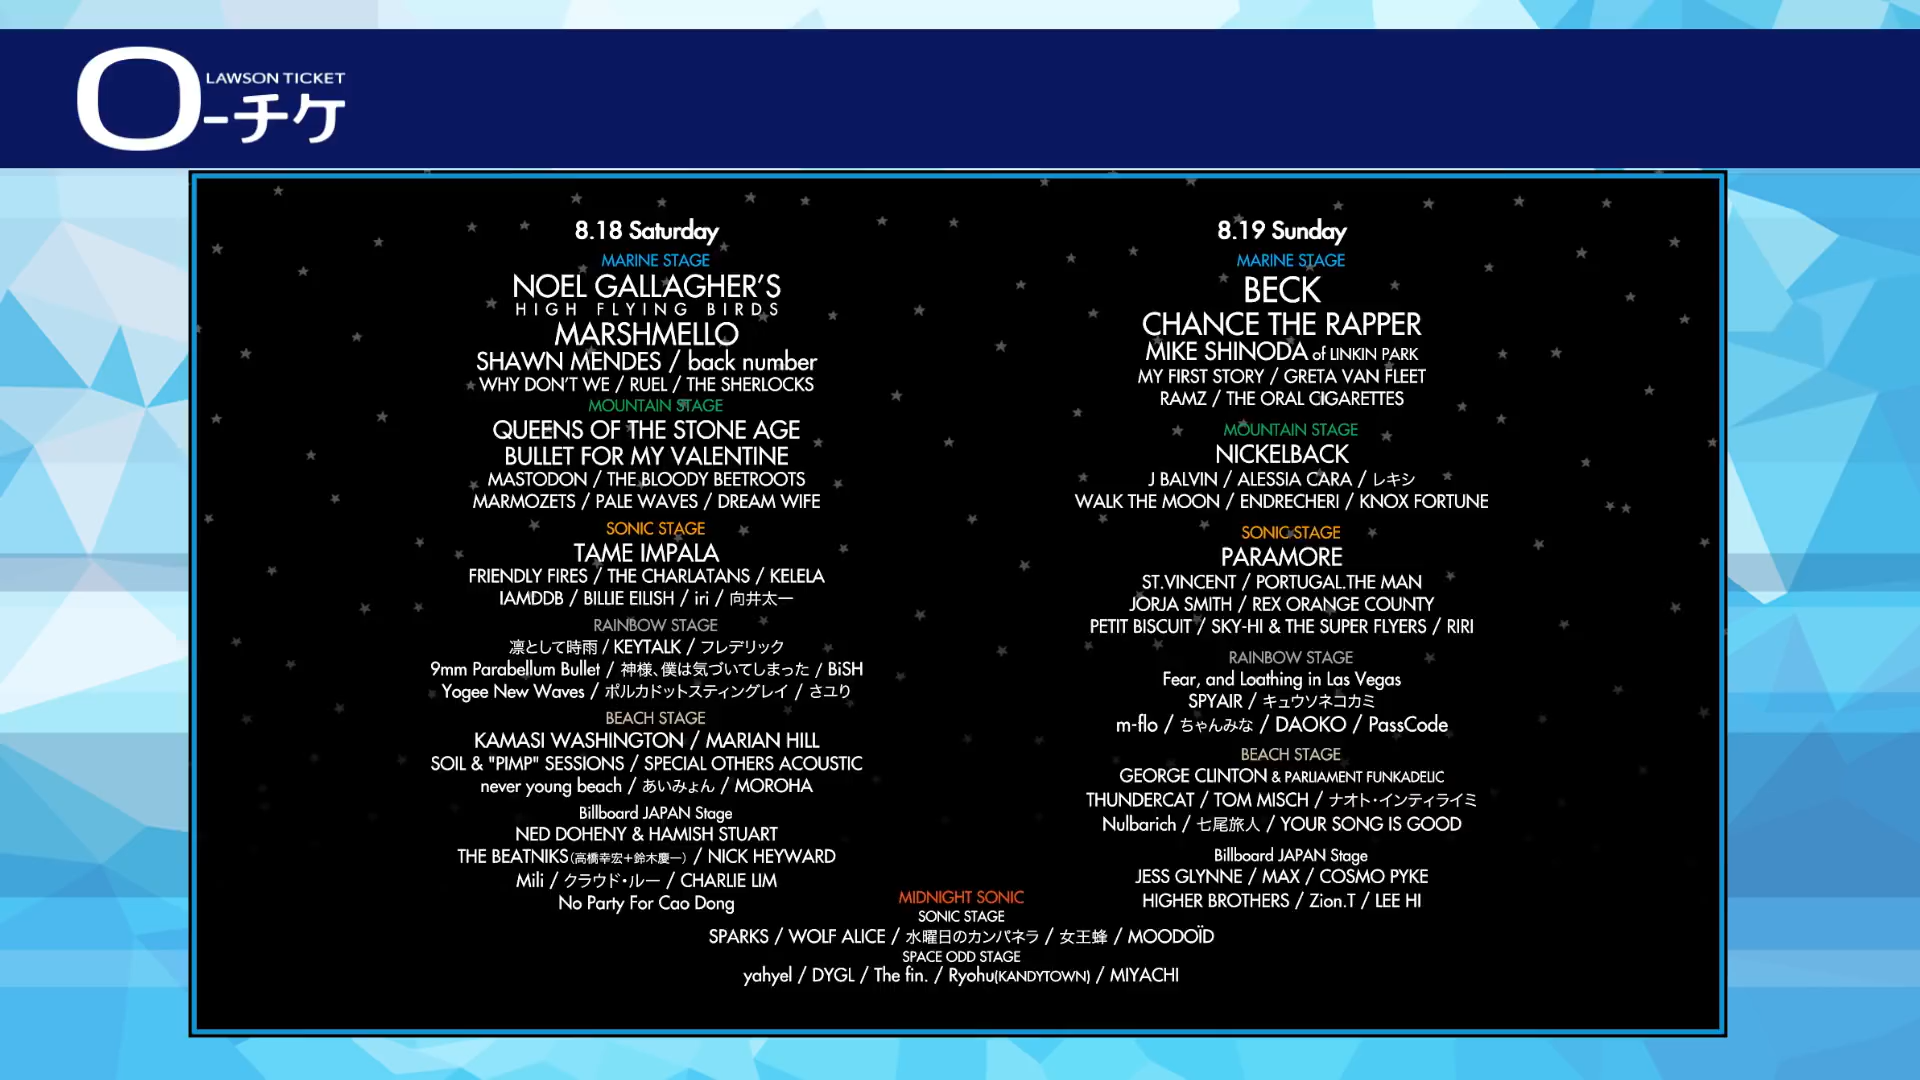 LAWSON TICKET
O-チケ
8.18 Saturday
MARINE STAGE
NOEL GALLAGHER'S
HIGH FLYING BIRDS
MARSHMELLO
SHAWN MENDES / back number
WHY DON'T WE / RUEL / THE SHERLOCKS
MOUNTAIN STAGE
QUEENS OF THE STONE AGE
BULLET FOR MY VALENTINE
MASTODON / THE BLOODY BEETROOTS
MARMOZETS / PALE WAVES / DREAM WIFE
SONIC STAGE
TAME IMPALA
FRIENDLY FIRES / THE CHARLATANS / KELELA
IAMDDB / BILLIE EILISH / iri / 向井太一
RAINBOW STAGE
凛として時雨 / KEYTALK / フレデリック
9mm Parabellum Bullet / 神様、僕は気づいてしまった / BiSH
Yogee New Waves / ポルカドットスティングレイ / さユり
BEACH STAGE
KAMASI WASHINGTON / MARIAN HILL
SOIL & "PIMP" SESSIONS / SPECIAL OTHERS ACOUSTIC
never young beach / あいみょん / MOROHA
Billboard JAPAN Stage
NED DOHENY & HAMISH STUART
THE BEATNIKS(高橋幸宏+鈴木慶一) / NICK HEYWARD
Mili / クラウド・ルー / CHARLIE LIM
No Party For Cao Dong
8.19 Sunday
MARINE STAGE
BECK
CHANCE THE RAPPER
MIKE SHINODA of LINKIN PARK
MY FIRST STORY / GRETA VAN FLEET
RAMZ / THE ORAL CIGARETTES
MOUNTAIN STAGE
NICKELBACK
J BALVIN / ALESSIA CARA / レキシ
WALK THE MOON / ENDRECHERI / KNOX FORTUNE
SONIC STAGE
PARAMORE
ST.VINCENT / PORTUGAL.THE MAN
JORJA SMITH / REX ORANGE COUNTY
PETIT BISCUIT / SKY-HI & THE SUPER FLYERS / RIRI
RAINBOW STAGE
Fear, and Loathing in Las Vegas
SPYAIR / キュウソネコカミ
m-flo / ちゃんみな / DAOKO / PassCode
BEACH STAGE
GEORGE CLINTON & PARLIAMENT FUNKADELIC
THUNDERCAT / TOM MISCH / ナオト・インティライミ
Nulbarich / 七尾旅人 / YOUR SONG IS GOOD
Billboard JAPAN Stage
JESS GLYNNE / MAX / COSMO PYKE
HIGHER BROTHERS / Zion.T / LEE HI
MIDNIGHT SONIC
SONIC STAGE
SPARKS / WOLF ALICE / 水曜日のカンパネラ / 女王蜂 / MOODOÏD
SPACE ODD STAGE
yahyel / DYGL / The fin. / Ryohu(KANDYTOWN) / MIYACHI